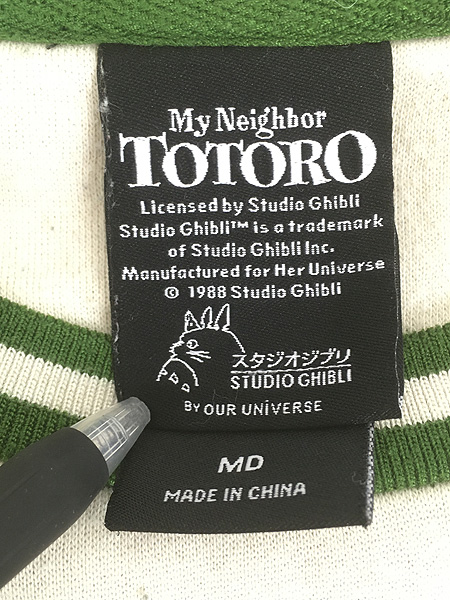 My Neighbor
TOTORO
Licensed by Studio Ghibli
Studio Ghibli™ is a trademark
of Studio Ghibli Inc.
Manufactured for Her Universe
© 1988 Studio Ghibli
スタジオジブリ
STUDIO GHIBLI
BY OUR UNIVERSE
MD
MADE IN CHINA